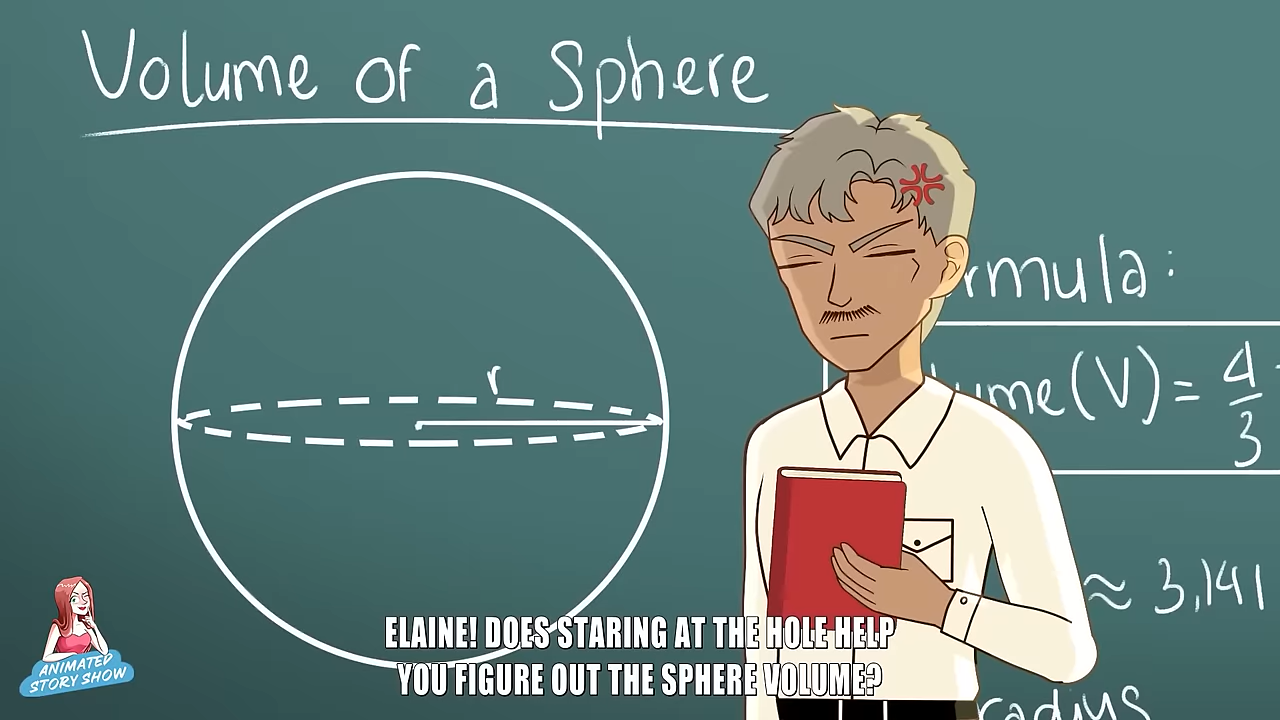 Volume of a Sphere
r
rmula:
ume (V) = 4
3
≈ 3,141
radius
ELAINE! DOES STARING AT THE HOLE HELP
YOU FIGURE OUT THE SPHERE VOLUME?
ANIMATED
STORY SHOW